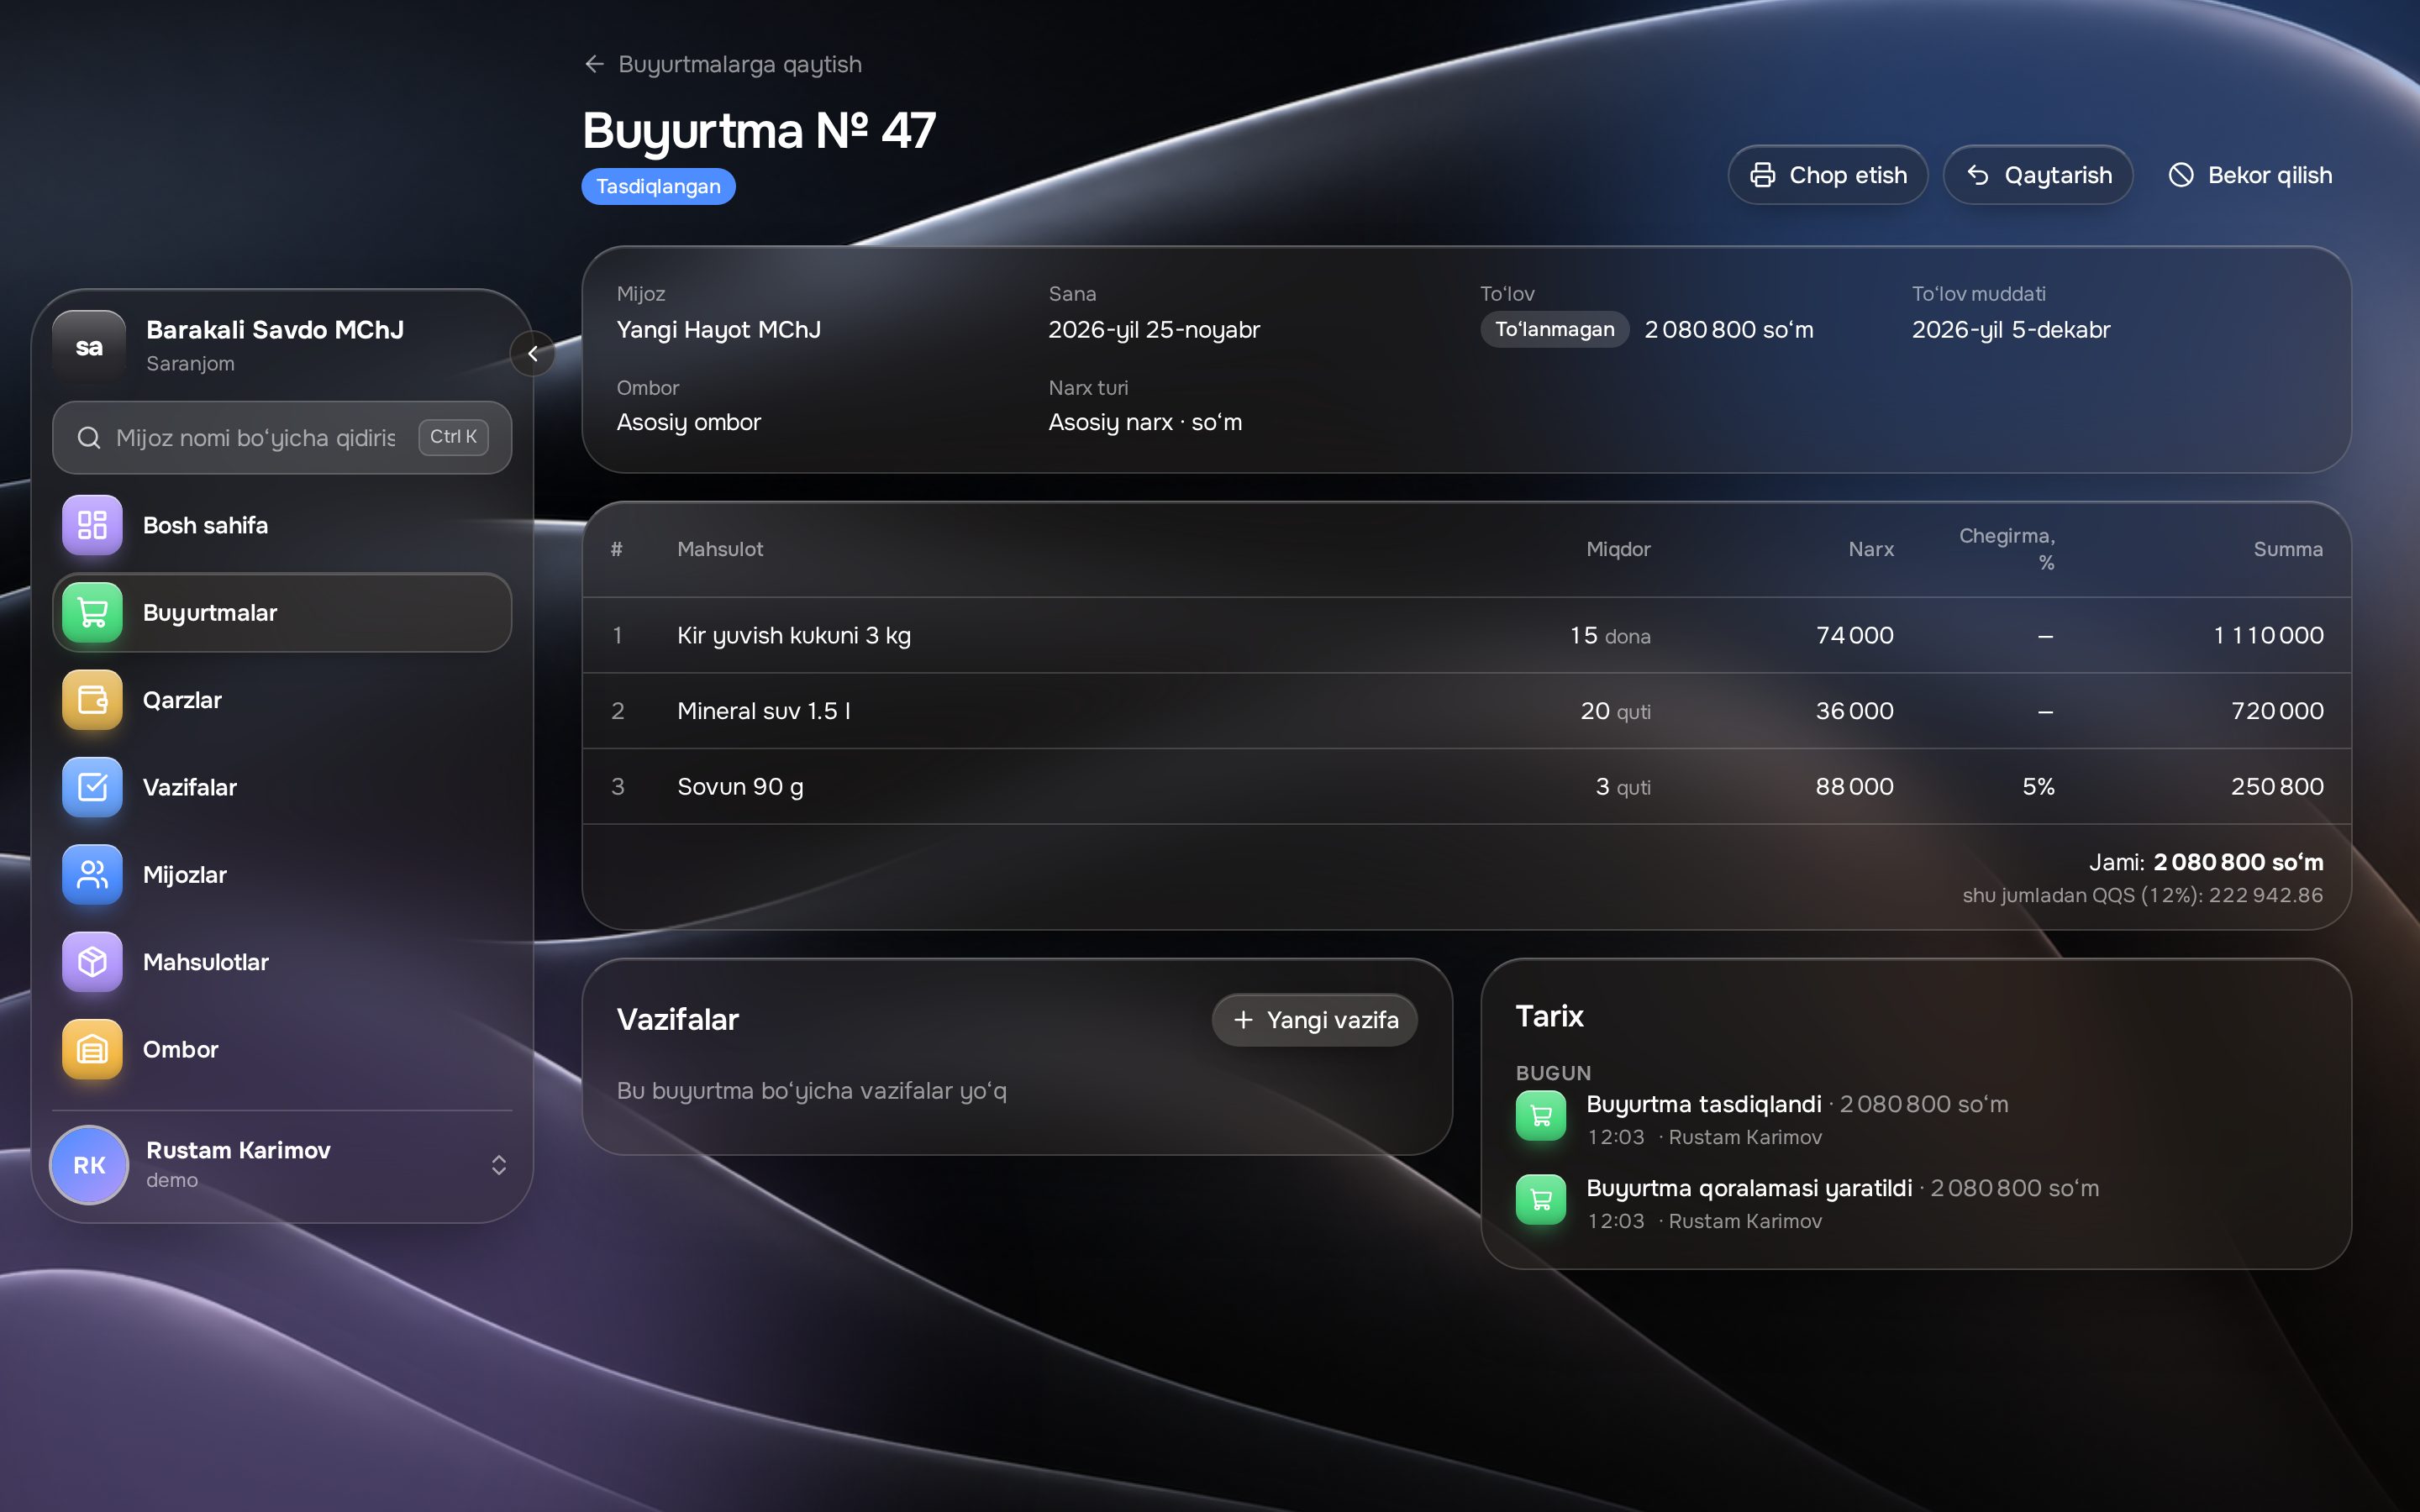 Buyurtmalarga qaytish
Buyurtma № 47
Tasdiqlangan
Chop etish
Qaytarish
Bekor qilish
sa
Barakali Savdo MChJ
Saranjom
Mijoz nomi bo‘yicha qidiris
Ctrl K
Bosh sahifa
Buyurtmalar
Qarzlar
Vazifalar
Mijozlar
Mahsulotlar
Ombor
RK
Rustam Karimov
demo
Mijoz
Yangi Hayot MChJ
Sana
2026-yil 25-noyabr
To‘lov
To‘lanmagan 2 080 800 so‘m
To‘lov muddati
2026-yil 5-dekabr
Ombor
Asosiy ombor
Narx turi
Asosiy narx · so‘m
# Mahsulot Miqdor Narx Chegirma, % Summa
1 Kir yuvish kukuni 3 kg 15 dona 74 000 — 1 110 000
2 Mineral suv 1.5 l 20 quti 36 000 — 720 000
3 Sovun 90 g 3 quti 88 000 5% 250 800
Jami: 2 080 800 so‘m
shu jumladan QQS (12%): 222 942.86
Vazifalar
Yangi vazifa
Bu buyurtma bo‘yicha vazifalar yo‘q
Tarix
BUGUN
Buyurtma tasdiqlandi · 2 080 800 so‘m
12:03 · Rustam Karimov
Buyurtma qoralamasi yaratildi · 2 080 800 so‘m
12:03 · Rustam Karimov